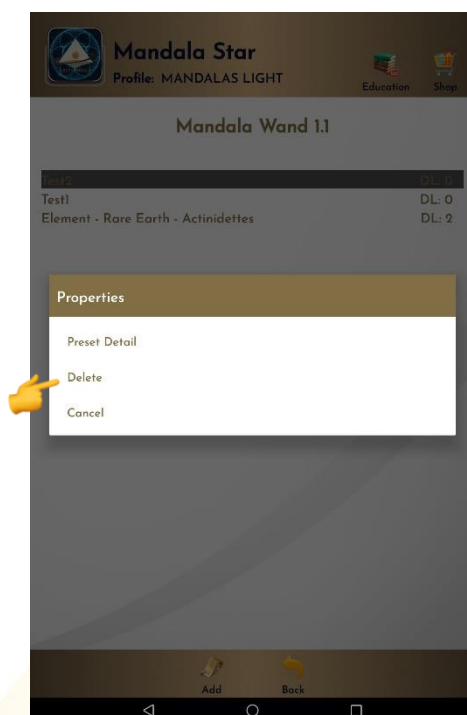 Mandala Star
Profile: MANDALAS LIGHT
Education
Shop
Mandala Wand 1.1
Test2 DL: 0
Test1 DL: 0
Element - Rare Earth - Actinidettes DL: 2
Properties
Preset Detail
Delete
Cancel
Add
Back